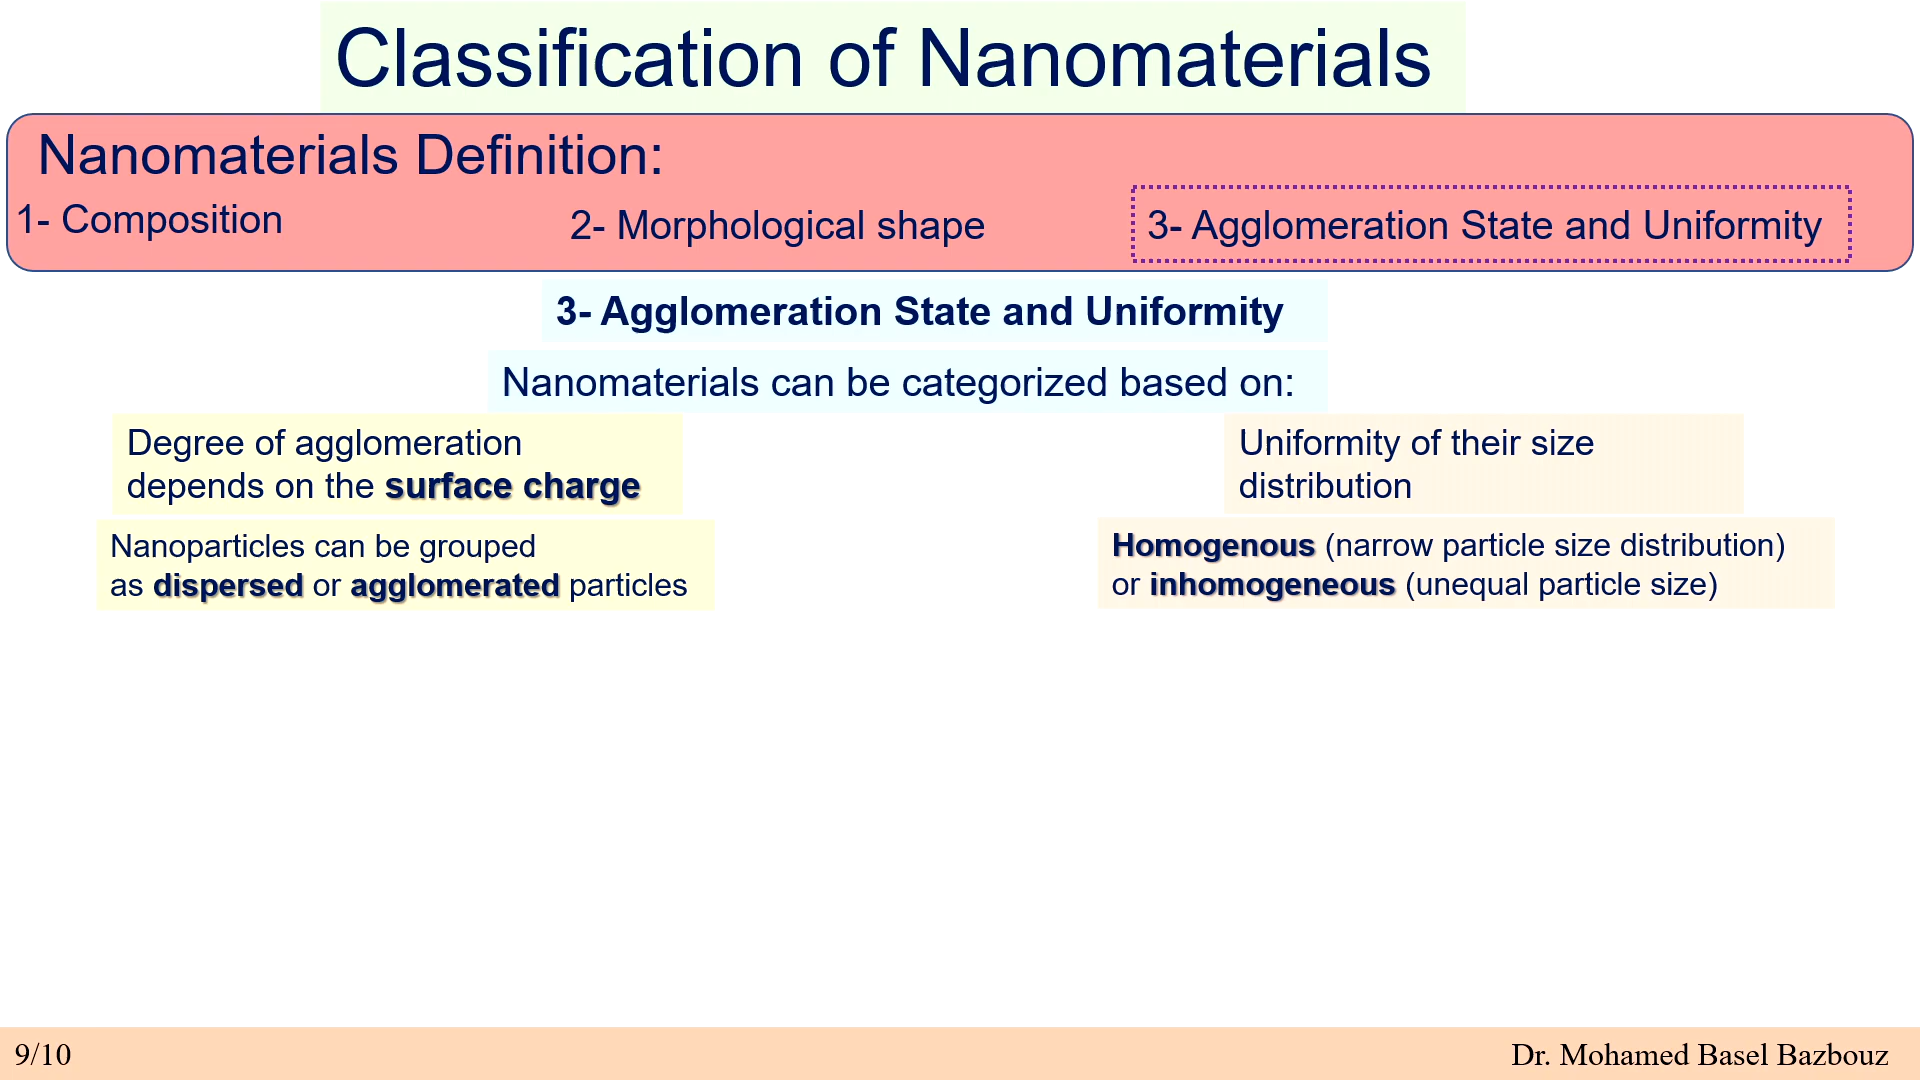 Classification of Nanomaterials
Nanomaterials Definition:
1- Composition
2- Morphological shape
3- Agglomeration State and Uniformity
3- Agglomeration State and Uniformity
Nanomaterials can be categorized based on:
Degree of agglomeration
depends on the surface charge
Nanoparticles can be grouped
as dispersed or agglomerated particles
Uniformity of their size
distribution
Homogenous (narrow particle size distribution)
or inhomogeneous (unequal particle size)
9/10
Dr. Mohamed Basel Bazbouz